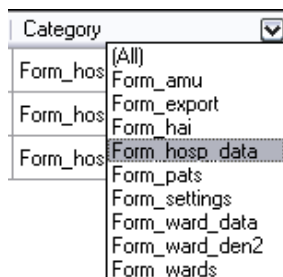 Category
(All)
Form_hos
Form_amu
Form_export
Form_hos
Form_hai
Form_hosp_data
Form_hos
Form_pats
Form_settings
Form_ward_data
Form_ward_den2
Form_wards